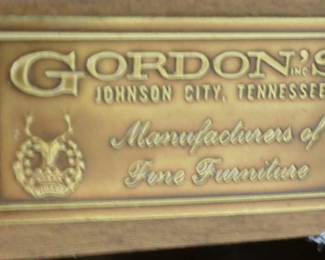 GORDON'S INC
JOHNSON CITY, TENNESSEE
Manufacturers of
Fine Furniture